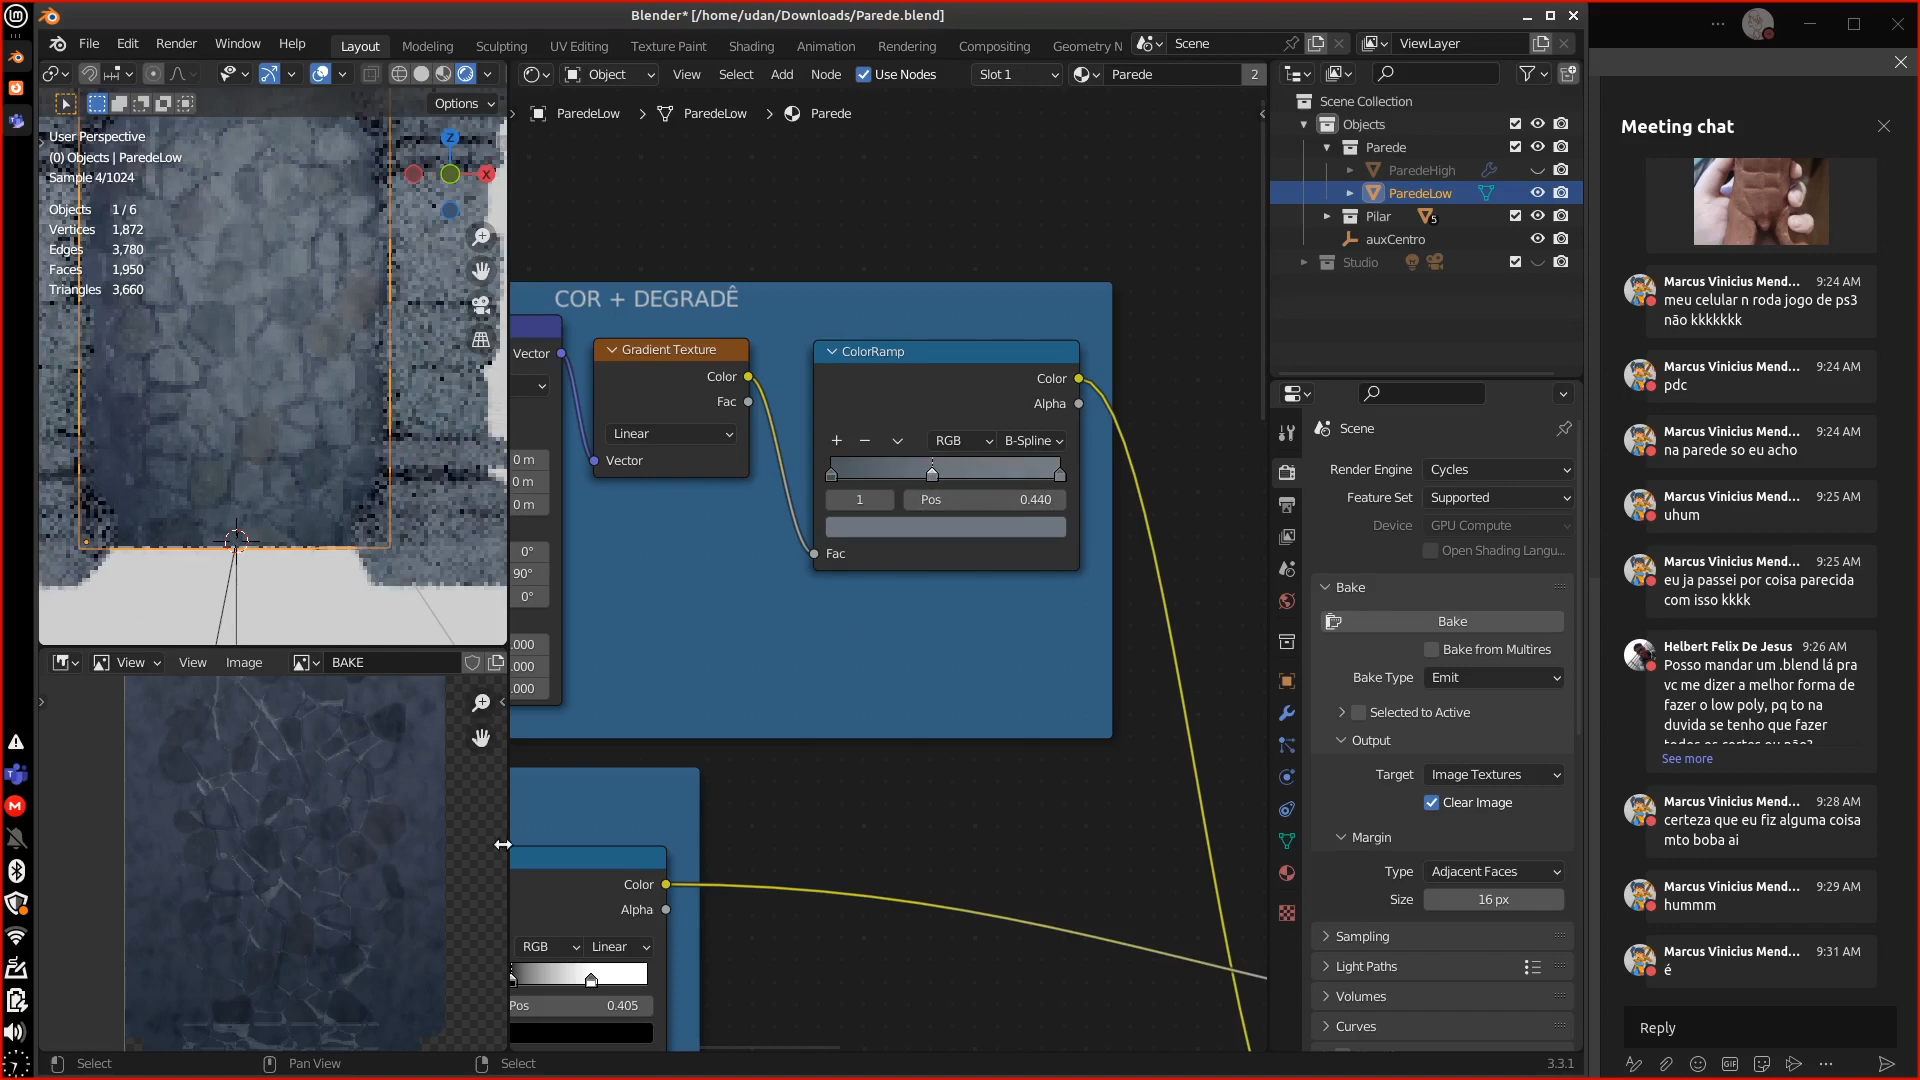 Blender* [/home/udan/Downloads/Parede.blend]
File Edit Render Window Help
Layout Modeling Sculpting UV Editing Texture Paint Shading Animation Rendering Compositing Geometry N
Scene
ViewLayer
Object View Select Add Node Use Nodes Slot 1 Parede 2
Options
ParedeLow ParedeLow Parede
User Perspective
(0) Objects | ParedeLow
Sample 4/1024
Objects 1 / 6
Vertices 1,872
Edges 3,780
Faces 1,950
Triangles 3,660
Z
X
COR + DEGRADÊ
Vector
0 m
0 m
0 m
0°
90°
0°
.000
.000
.000
Gradient Texture
Color
Fac
Linear
Vector
ColorRamp
Color
Alpha
RGB B-Spline
1 Pos 0.440
Fac
View View Image BAKE
Color
Alpha
RGB Linear
Pos 0.405
Scene Collection
Objects
Parede
ParedeHigh
ParedeLow
Pilar 5
auxCentro
Studio
Scene
Render Engine Cycles
Feature Set Supported
Device GPU Compute
Open Shading Langu...
Bake
Bake
Bake from Multires
Bake Type Emit
Selected to Active
Output
Target Image Textures
Clear Image
Margin
Type Adjacent Faces
Size 16 px
Sampling
Light Paths
Volumes
Curves
Select Pan View Select
3.3.1
Meeting chat
Marcus Vinicius Mend... 9:24 AM
meu celular n roda jogo de ps3
não kkkkkkk
Marcus Vinicius Mend... 9:24 AM
pdc
Marcus Vinicius Mend... 9:24 AM
na parede so eu acho
Marcus Vinicius Mend... 9:25 AM
uhum
Marcus Vinicius Mend... 9:25 AM
eu ja passei por coisa parecida
com isso kkkk
Helbert Felix De Jesus 9:26 AM
Posso mandar um .blend lá pra
vc me dizer a melhor forma de
fazer o low poly, pq to na
duvida se tenho que fazer
See more
Marcus Vinicius Mend... 9:28 AM
certeza que eu fiz alguma coisa
mto boba ai
Marcus Vinicius Mend... 9:29 AM
hummm
Marcus Vinicius Mend... 9:31 AM
é
Reply
GIF